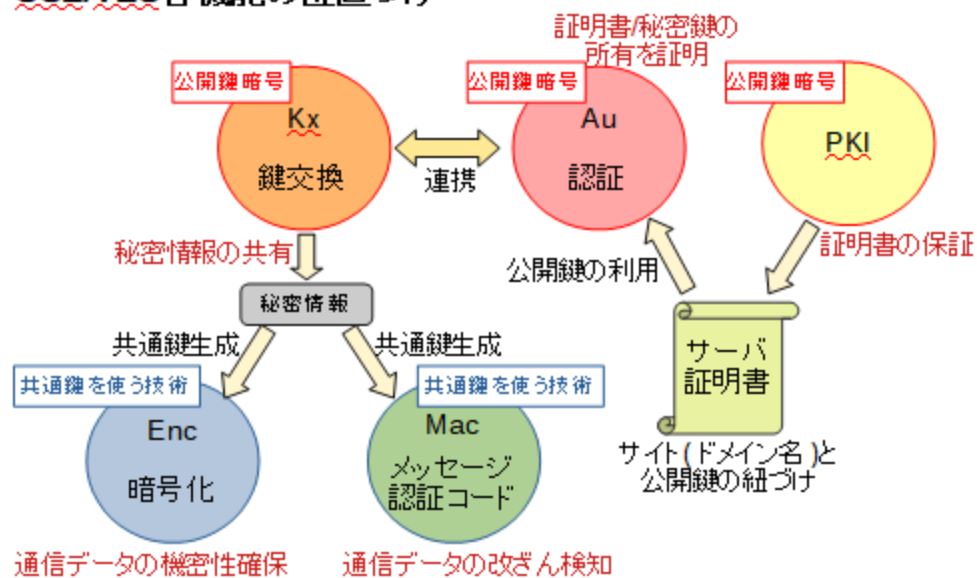 証明書/秘密鍵の
所有を証明
公開鍵暗号
公開鍵暗号
公開鍵暗号
Kx
鍵交換
連携
Au
認証
PKI
秘密情報の共有
証明書の保証
公開鍵の利用
秘密情報
共通鍵生成
共通鍵生成
サーバ
証明書
共通鍵を使う技術
共通鍵を使う技術
Enc
暗号化
Mac
メッセージ
認証コード
サイト(ドメイン名)と
公開鍵の紐づけ
通信データの機密性確保
通信データの改ざん検知